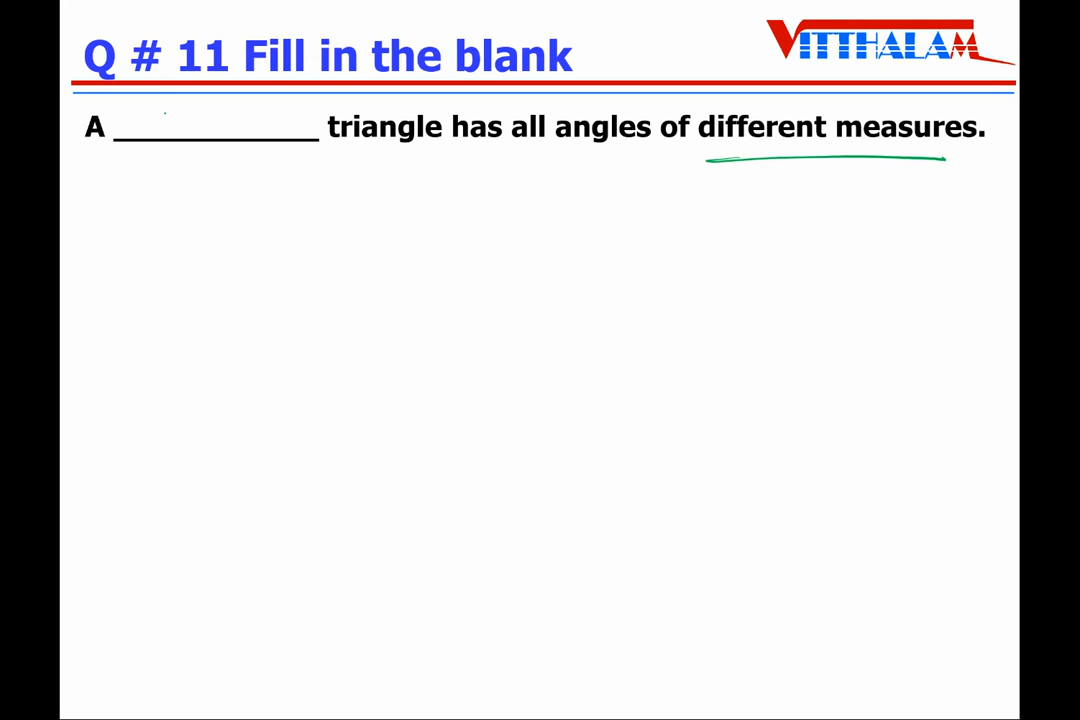 Q # 11 Fill in the blank
VITTHALAM
A ____________ triangle has all angles of different measures.